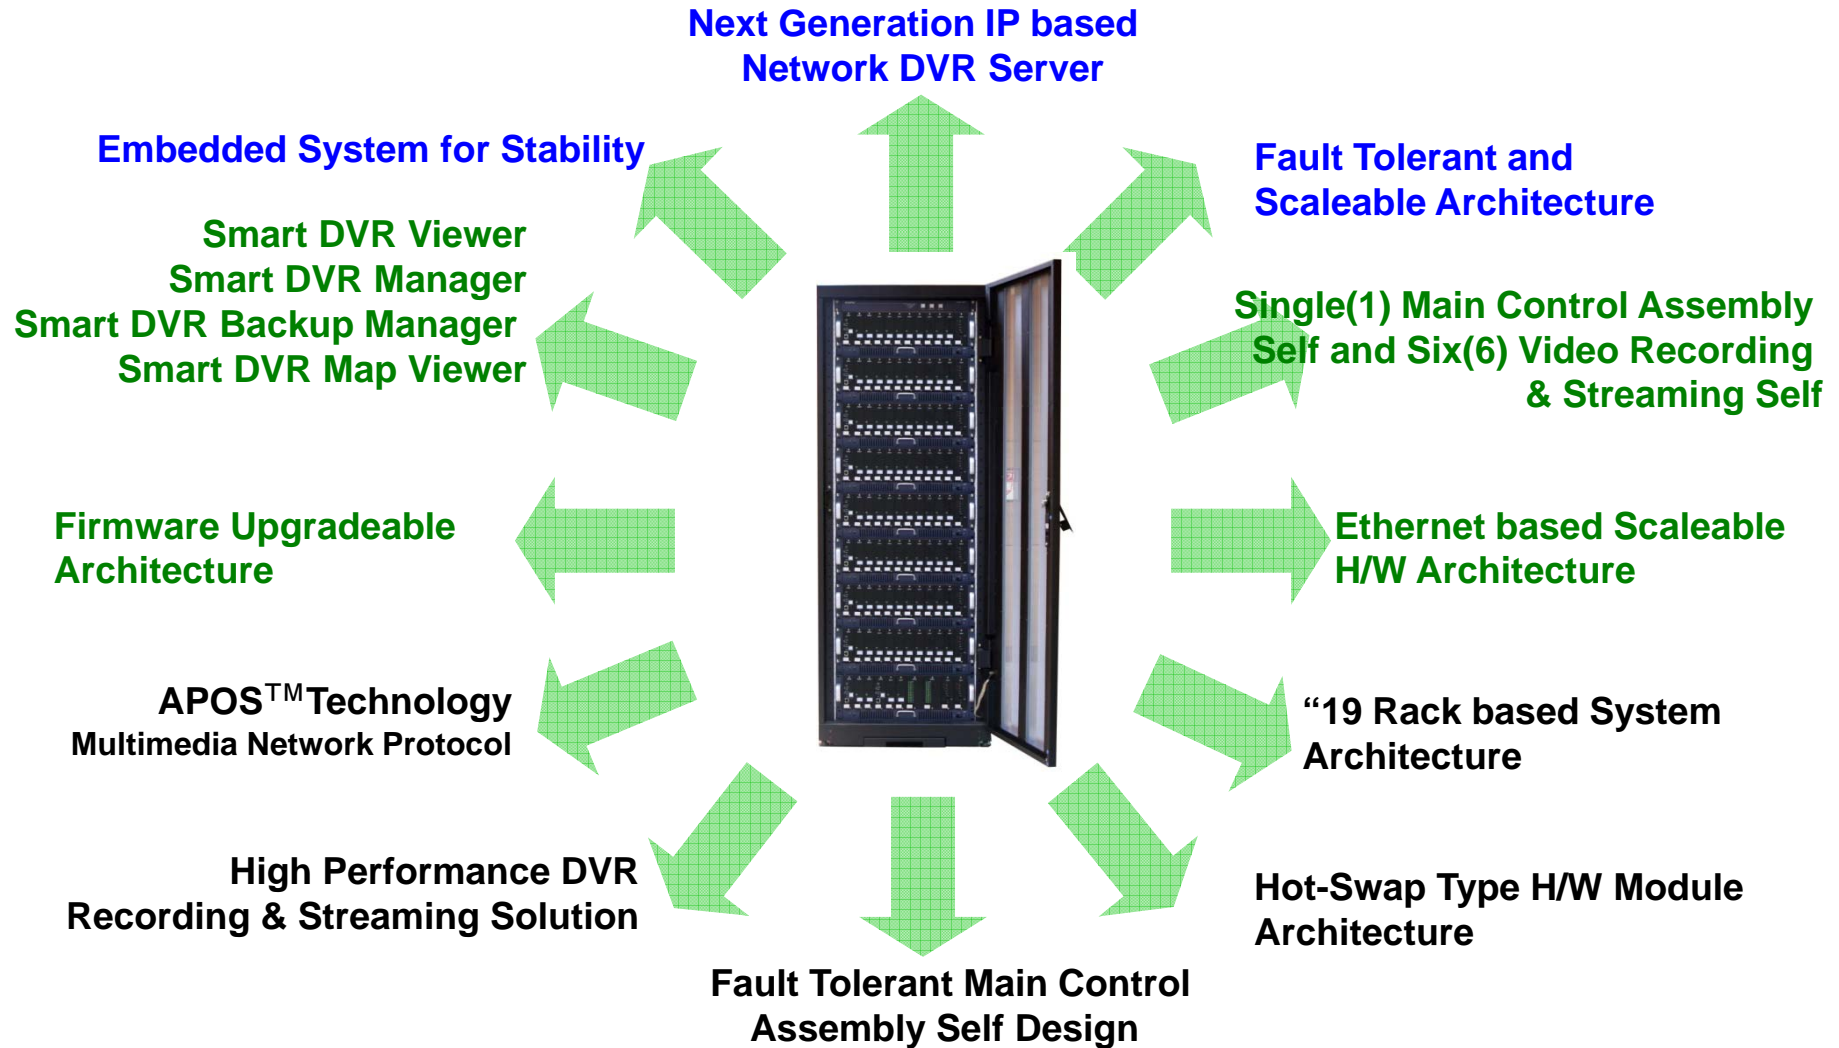 Next Generation IP based
Network DVR Server
Embedded System for Stability
Fault Tolerant and
Scaleable Architecture
Smart DVR Viewer
Smart DVR Manager
Smart DVR Backup Manager
Smart DVR Map Viewer
Single(1) Main Control Assembly
Self and Six(6) Video Recording
& Streaming Self
Firmware Upgradeable
Architecture
Ethernet based Scaleable
H/W Architecture
APOS™Technology
Multimedia Network Protocol
“19 Rack based System
Architecture
High Performance DVR
Recording & Streaming Solution
Hot-Swap Type H/W Module
Architecture
Fault Tolerant Main Control
Assembly Self Design